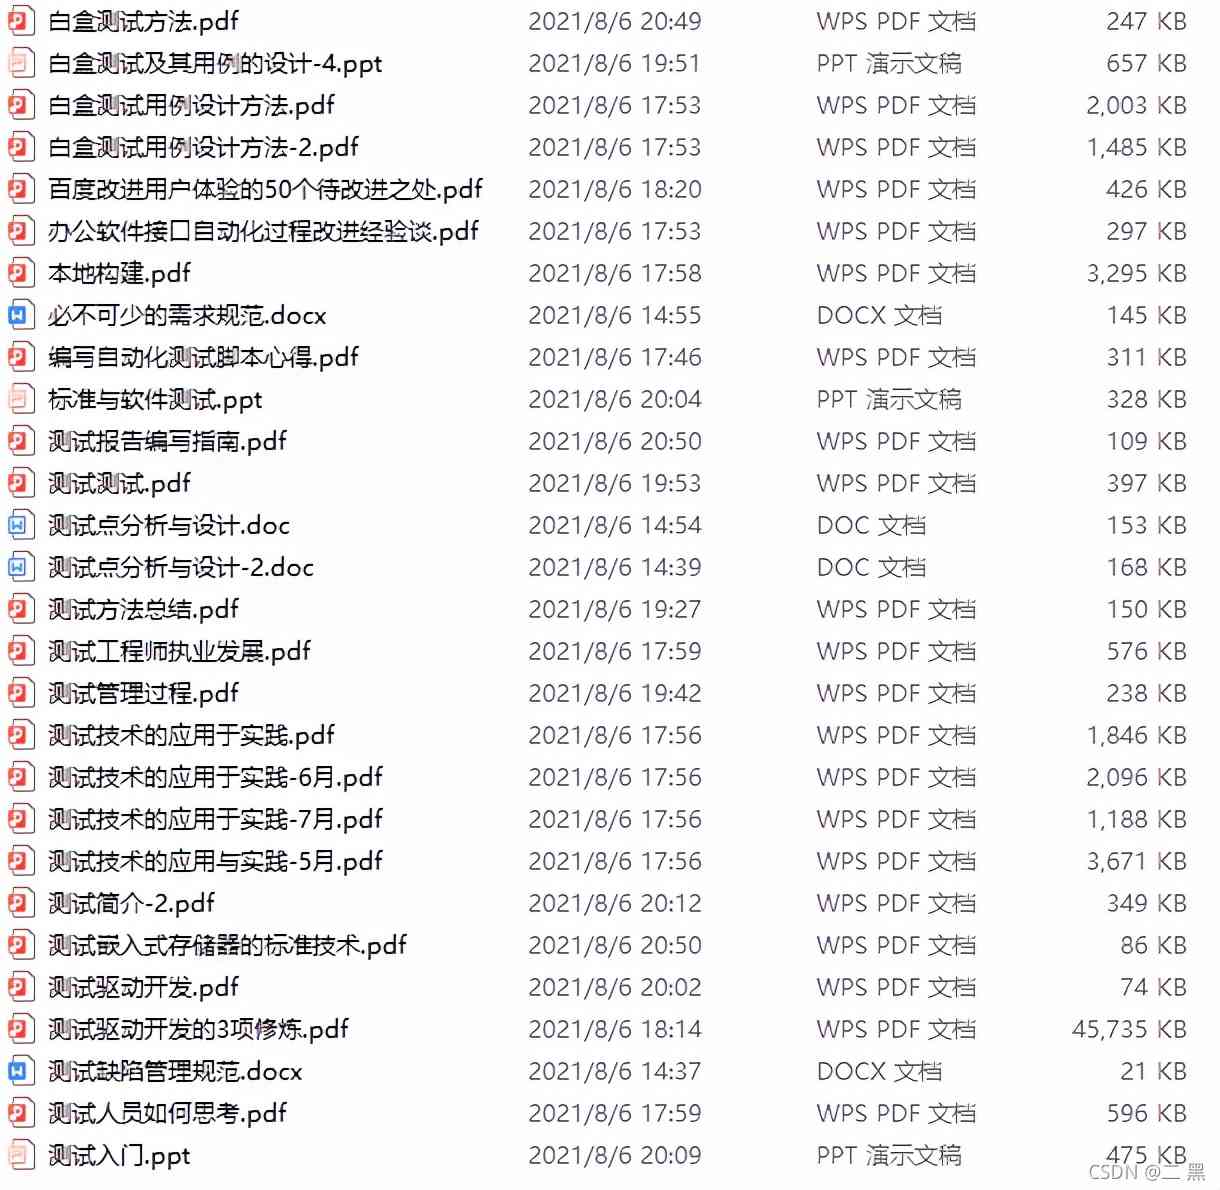 白盒测试方法.pdf 2021/8/6 20:49 WPS PDF 文档 247 KB
白盒测试及其用例的设计-4.ppt 2021/8/6 19:51 PPT 演示文稿 657 KB
白盒测试用例设计方法.pdf 2021/8/6 17:53 WPS PDF 文档 2,003 KB
白盒测试用例设计方法-2.pdf 2021/8/6 17:53 WPS PDF 文档 1,485 KB
百度改进用户体验的50个待改进之处.pdf 2021/8/6 18:20 WPS PDF 文档 426 KB
办公软件接口自动化过程改进经验谈.pdf 2021/8/6 17:53 WPS PDF 文档 297 KB
本地构建.pdf 2021/8/6 17:58 WPS PDF 文档 3,295 KB
必不可少的需求规范.docx 2021/8/6 14:55 DOCX 文档 145 KB
编写自动化测试脚本心得.pdf 2021/8/6 17:46 WPS PDF 文档 311 KB
标准与软件测试.ppt 2021/8/6 20:04 PPT 演示文稿 328 KB
测试报告编写指南.pdf 2021/8/6 20:50 WPS PDF 文档 109 KB
测试测试.pdf 2021/8/6 19:53 WPS PDF 文档 397 KB
测试点分析与设计.doc 2021/8/6 14:54 DOC 文档 153 KB
测试点分析与设计-2.doc 2021/8/6 14:39 DOC 文档 168 KB
测试方法总结.pdf 2021/8/6 19:27 WPS PDF 文档 150 KB
测试工程师执业发展.pdf 2021/8/6 17:59 WPS PDF 文档 576 KB
测试管理过程.pdf 2021/8/6 19:42 WPS PDF 文档 238 KB
测试技术的应用于实践.pdf 2021/8/6 17:56 WPS PDF 文档 1,846 KB
测试技术的应用于实践-6月.pdf 2021/8/6 17:56 WPS PDF 文档 2,096 KB
测试技术的应用于实践-7月.pdf 2021/8/6 17:56 WPS PDF 文档 1,188 KB
测试技术的应用与实践-5月.pdf 2021/8/6 17:56 WPS PDF 文档 3,671 KB
测试简介-2.pdf 2021/8/6 20:12 WPS PDF 文档 349 KB
测试嵌入式存储器的标准技术.pdf 2021/8/6 20:50 WPS PDF 文档 86 KB
测试驱动开发.pdf 2021/8/6 20:02 WPS PDF 文档 74 KB
测试驱动开发的3项修炼.pdf 2021/8/6 18:14 WPS PDF 文档 45,735 KB
测试缺陷管理规范.docx 2021/8/6 14:37 DOCX 文档 21 KB
测试人员如何思考.pdf 2021/8/6 17:59 WPS PDF 文档 596 KB
测试入门.ppt 2021/8/6 20:09 PPT 演示文稿 475 KB
CSDN @二 黑